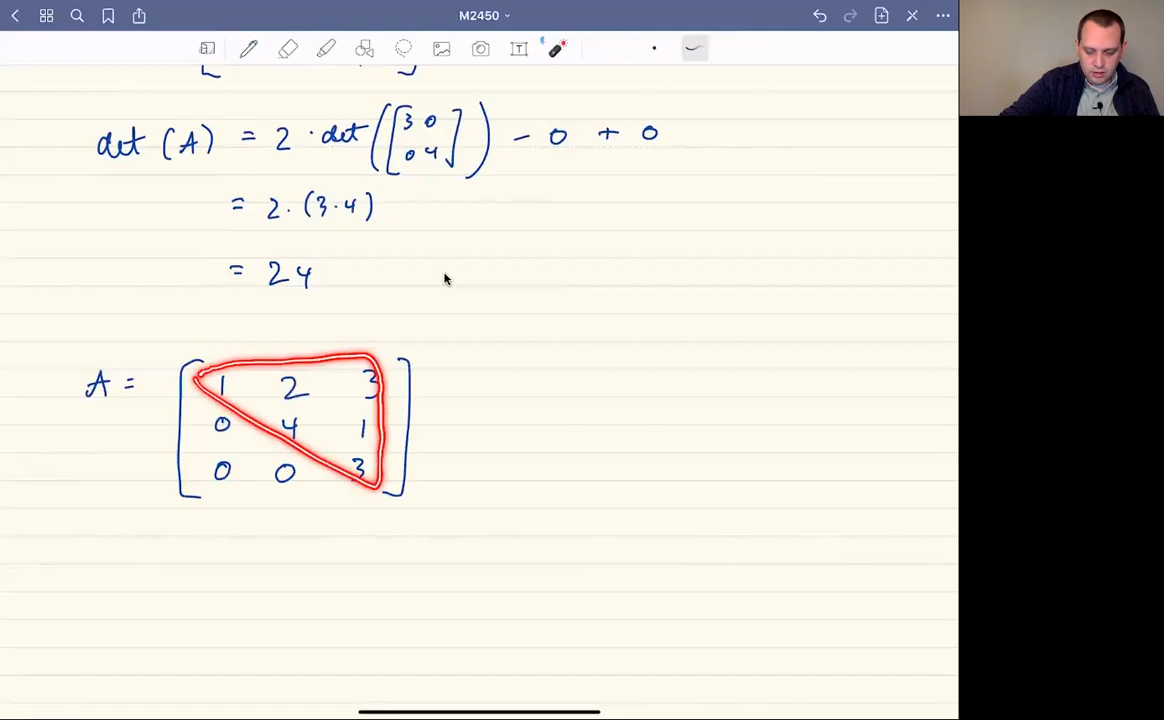 M2450
det (A) = 2 · det([3 0
0 4]) - 0 + 0
= 2 · (3 · 4)
= 24
A = [1 2 3
0 4 1
0 0 3]